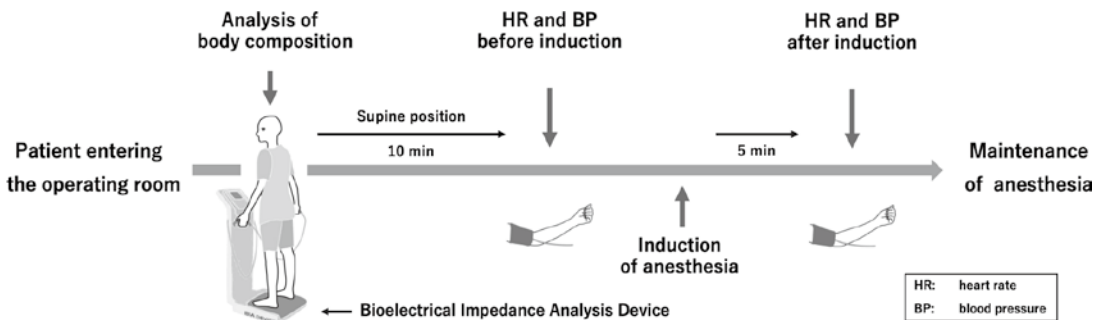 Analysis of
body composition
HR and BP
before induction
HR and BP
after induction
Supine position
10 min
5 min
Patient entering
the operating room
Maintenance
of anesthesia
Induction
of anesthesia
Bioelectrical Impedance Analysis Device
HR: heart rate
BP: blood pressure